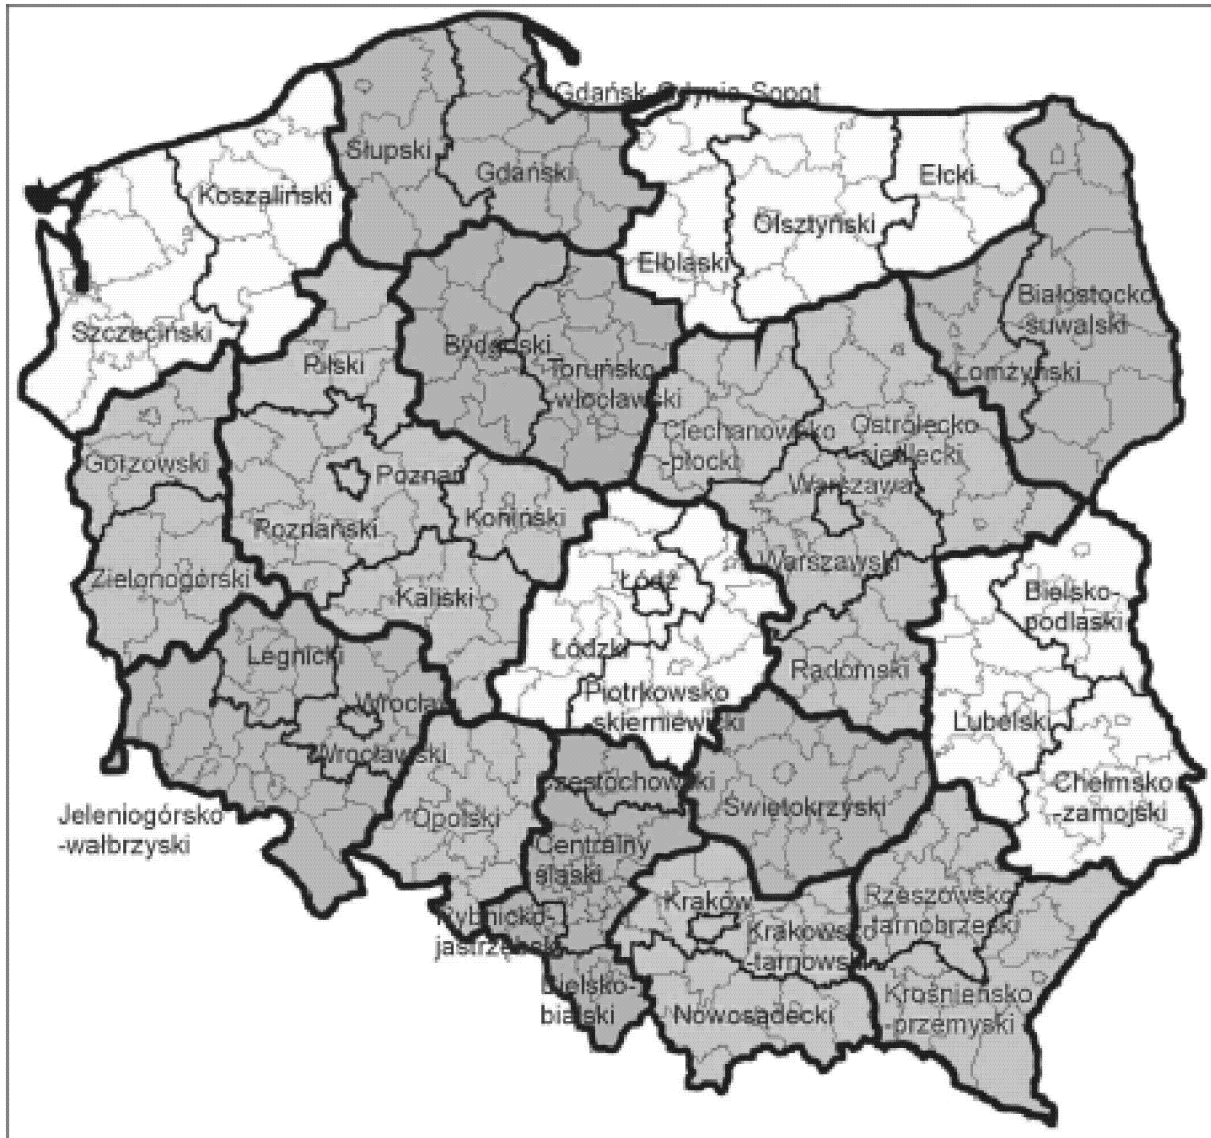 Gdańsk-Gdynia-Sopot
Słupski
Gdański
Koszaliński
Ełcki
Olsztyński
Elbląski
Szczeciński
Białostocko
-suwalski
Bydgoski
Piłski
Toruńsko
-włocławski
Łomżyński
Ciechanowsko
-płocki
Ostrołęcko
-siedlecki
Gorzowski
Poznań
Warszawa
Koniński
Poznański
Zielonogórski
Warszawski
Łódź
Kaliski
Bielsko-
podlaski
Legnicki
Łódzki
Radomski
Piotrkowsko
-skierniewicki
Wrocław
Lubelski
Wrocławski
Częstochowski
Chełmsko
-zamojski
Świętokrzyski
Jeleniogórsko
-wałbrzyski
Opolski
Centralny
śląski
Kraków
Rzeszowsko
-tarnobrzeski
Rybnicko-
jastrzębski
Krakowsko
-tarnowski
Bielsko-
bialski
Nowosądecki
Krośnieńsko
-przemyski